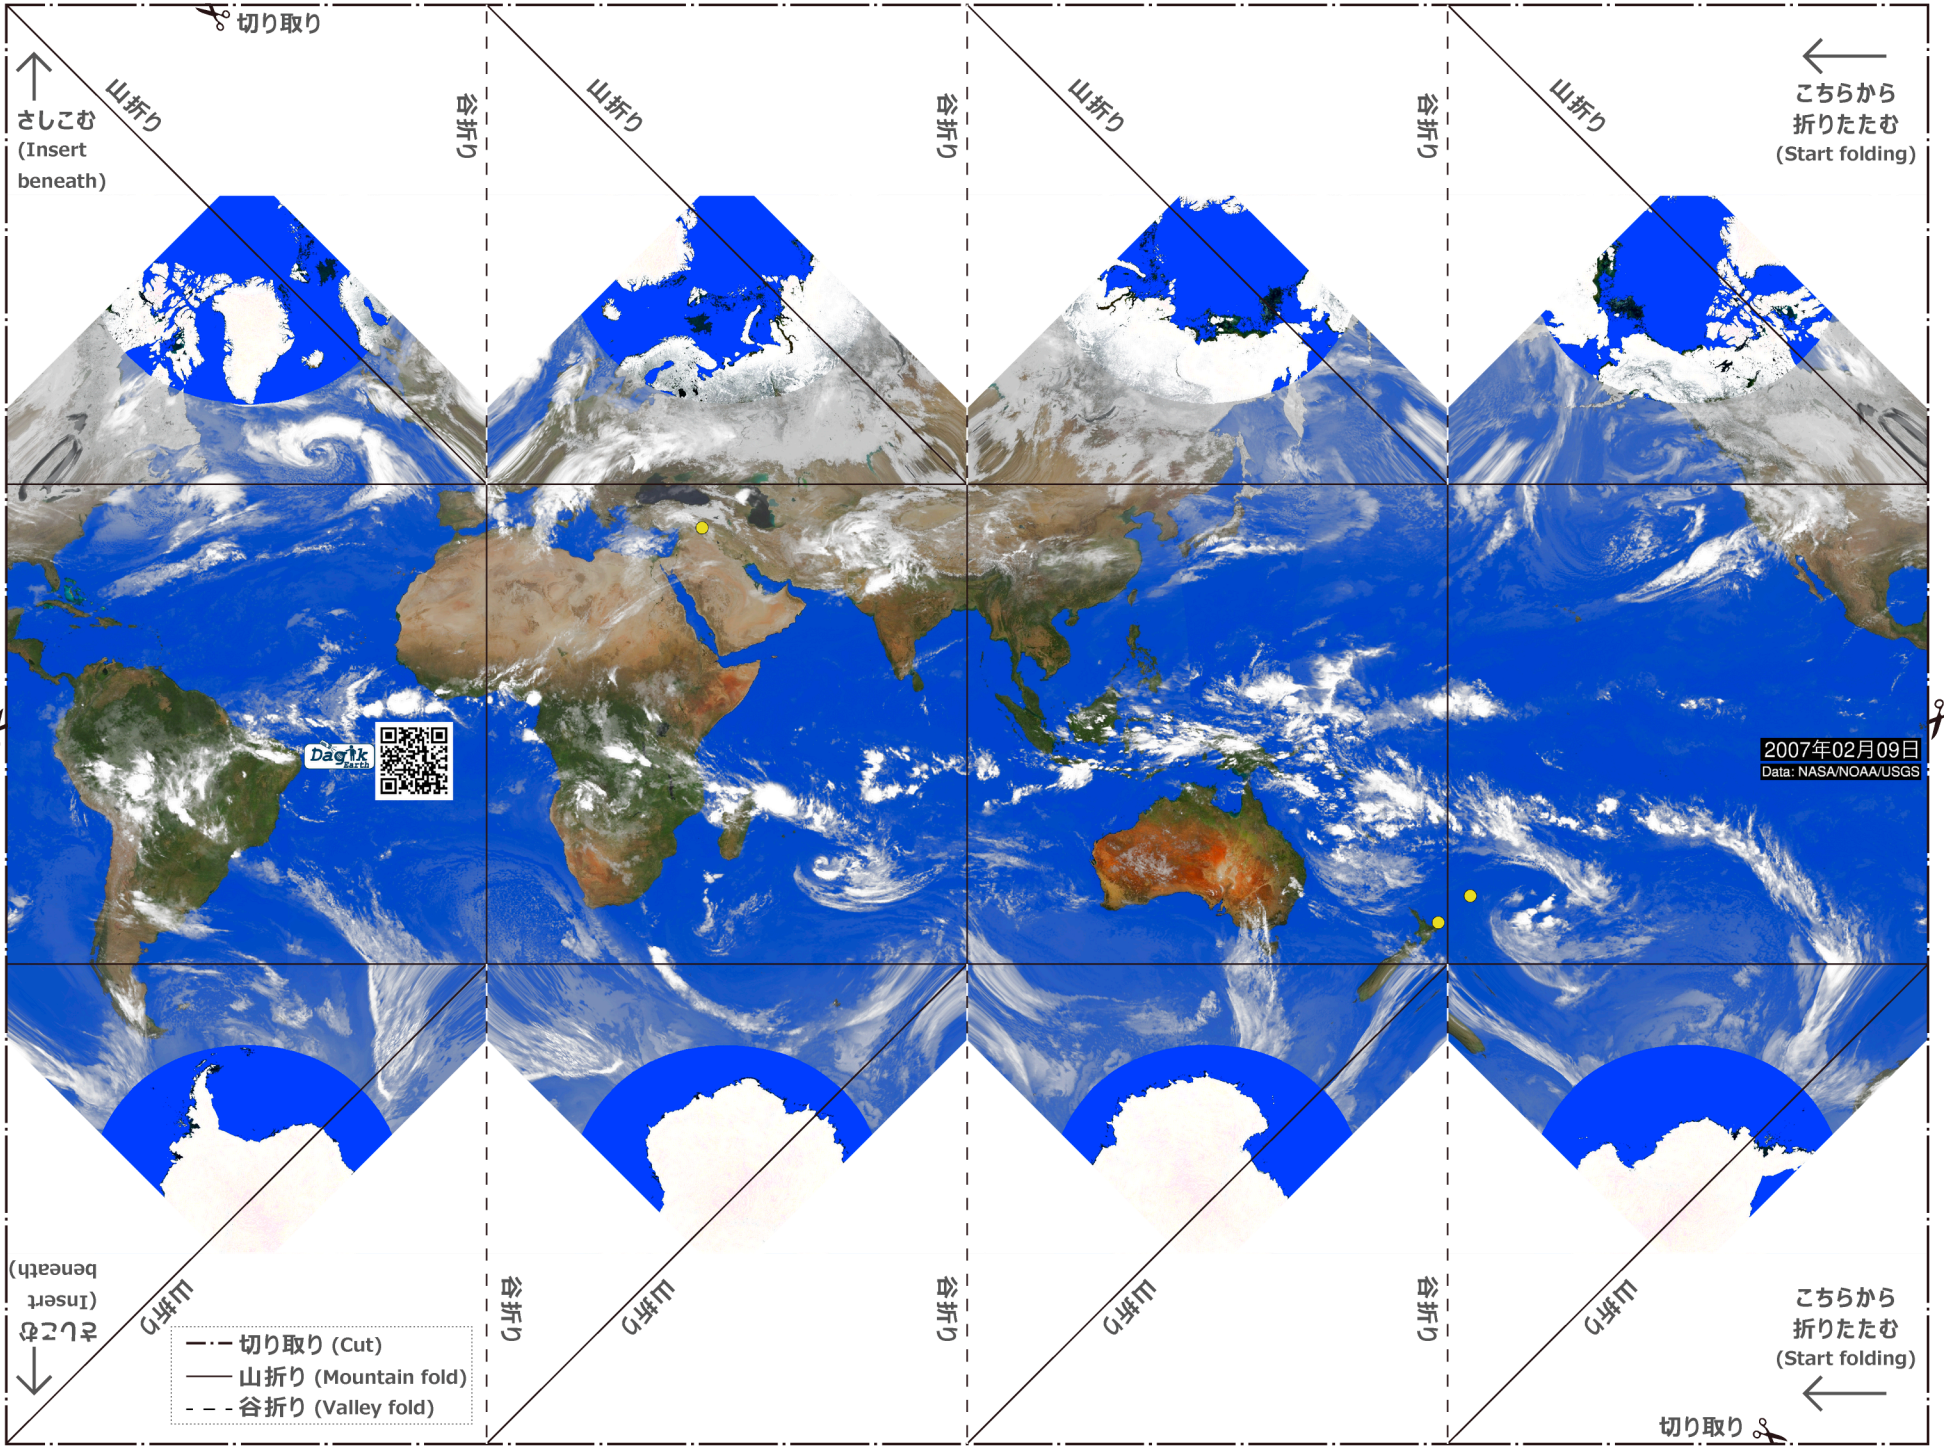 切り取り
山折り
谷折り
山折り
谷折り
山折り
谷折り
山折り
さしこむ
(Insert
beneath)
こちらから
折りたたむ
(Start folding)
Dagik
Earth
2007年02月09日
Data: NASA/NOAA/USGS
さしこむ
(Insert
beneath)
山折り
谷折り
山折り
谷折り
山折り
谷折り
山折り
切り取り (Cut)
山折り (Mountain fold)
谷折り (Valley fold)
こちらから
折りたたむ
(Start folding)
切り取り